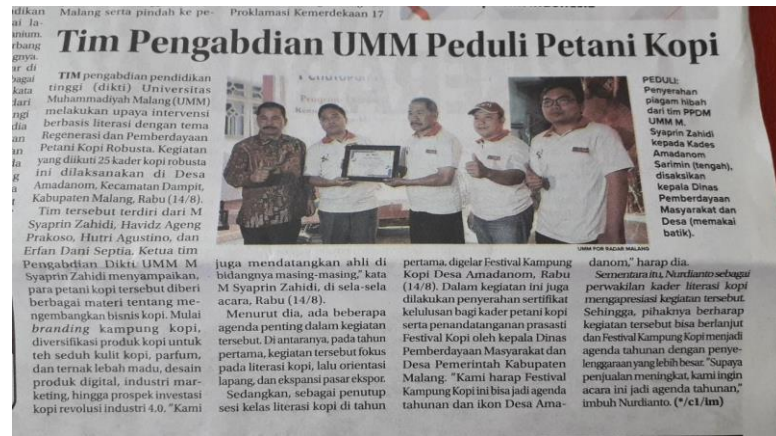 Malang serta pindah ke pe-
Proklamasi Kemerdekaan 17
Tim Pengabdian UMM Peduli Petani Kopi
TIM pengabdian pendidikan
tinggi (dikti) Universitas
Muhammadiyah Malang (UMM)
melakukan upaya intervensi
berbasis literasi dengan tema
Regenerasi dan Pemberdayaan
Petani Kopi Robusta. Kegiatan
yang diikuti 25 kader kopi robusta
ini dilaksanakan di Desa
Amadanom, Kecamatan Dampit,
Kabupaten Malang, Rabu (14/8).
Tim tersebut terdiri dari M
Syaprin Zahidi, Havidz Ageng
Prakoso, Hutri Agustino, dan
Erfan Dani Septia, Ketua tim
Pengabdian Dikti UMM M
Syaprin Zahidi menyampaikan,
para petani kopi tersebut diberi
berbagai materi tentang me-
ngembangkan bisnis kopi. Mulai
branding kampung kopi,
diversifikasi produk kopi untuk
teh seduh kulit kopi, parfum,
dan ternak lebah madu, desain
produk digital, industri mar-
keting, hingga prospek investasi
kopi revolusi industri 4.0. "Kami
PEDULI:
Penyerahan
piagam hibah
dari tim PPDM
UMM M.
Syaprin Zahidi
kepada Kades
Amadanom
Sarimin (tengah),
disaksikan
kepala Dinas
Pemberdayaan
Masyarakat dan
Desa (memakai
batik).
UMM FOR RADAR MALANG
juga mendatangkan ahli di
bidangnya masing-masing," kata
M Syaprin Zahidi, di sela-sela
acara, Rabu (14/8).
Menurut dia, ada beberapa
agenda penting dalam kegiatan
tersebut. Di antaranya, pada tahun
pertama, kegiatan tersebut fokus
pada literasi kopi, lalu orientasi
lapang, dan ekspansi pasar ekspor.
Sedangkan, sebagai penutup
sesi kelas literasi kopi di tahun
pertama, digelar Festival Kampung
Kopi Desa Amadanom, Rabu
(14/8). Dalam kegiatan ini juga
dilakukan penyerahan sertifikat
kelulusan bagi kader petani kopi
serta penandatanganan prasasti
Festival Kopi oleh kepala Dinas
Pemberdayaan Masyarakat dan
Desa Pemerintah Kabupaten
Malang. "Kami harap Festival
Kampung Kopi ini bisa jadi agenda
tahunan dan ikon Desa Ama-
danom," harap dia.
Sementara itu, Nurdianto sebagai
perwakilan kader literasi kopi
mengapresiasi kegiatan tersebut.
Sehingga, pihaknya berharap
kegiatan tersebut bisa berlanjut
dan Festival Kampung Kopi menjadi
agenda tahunan dengan penye-
lenggaraan yang lebih besar. "Supaya
penjualan meningkat, kami ingin
acara ini jadi agenda tahunan,"
imbuh Nurdianto. (*/c1/lm)